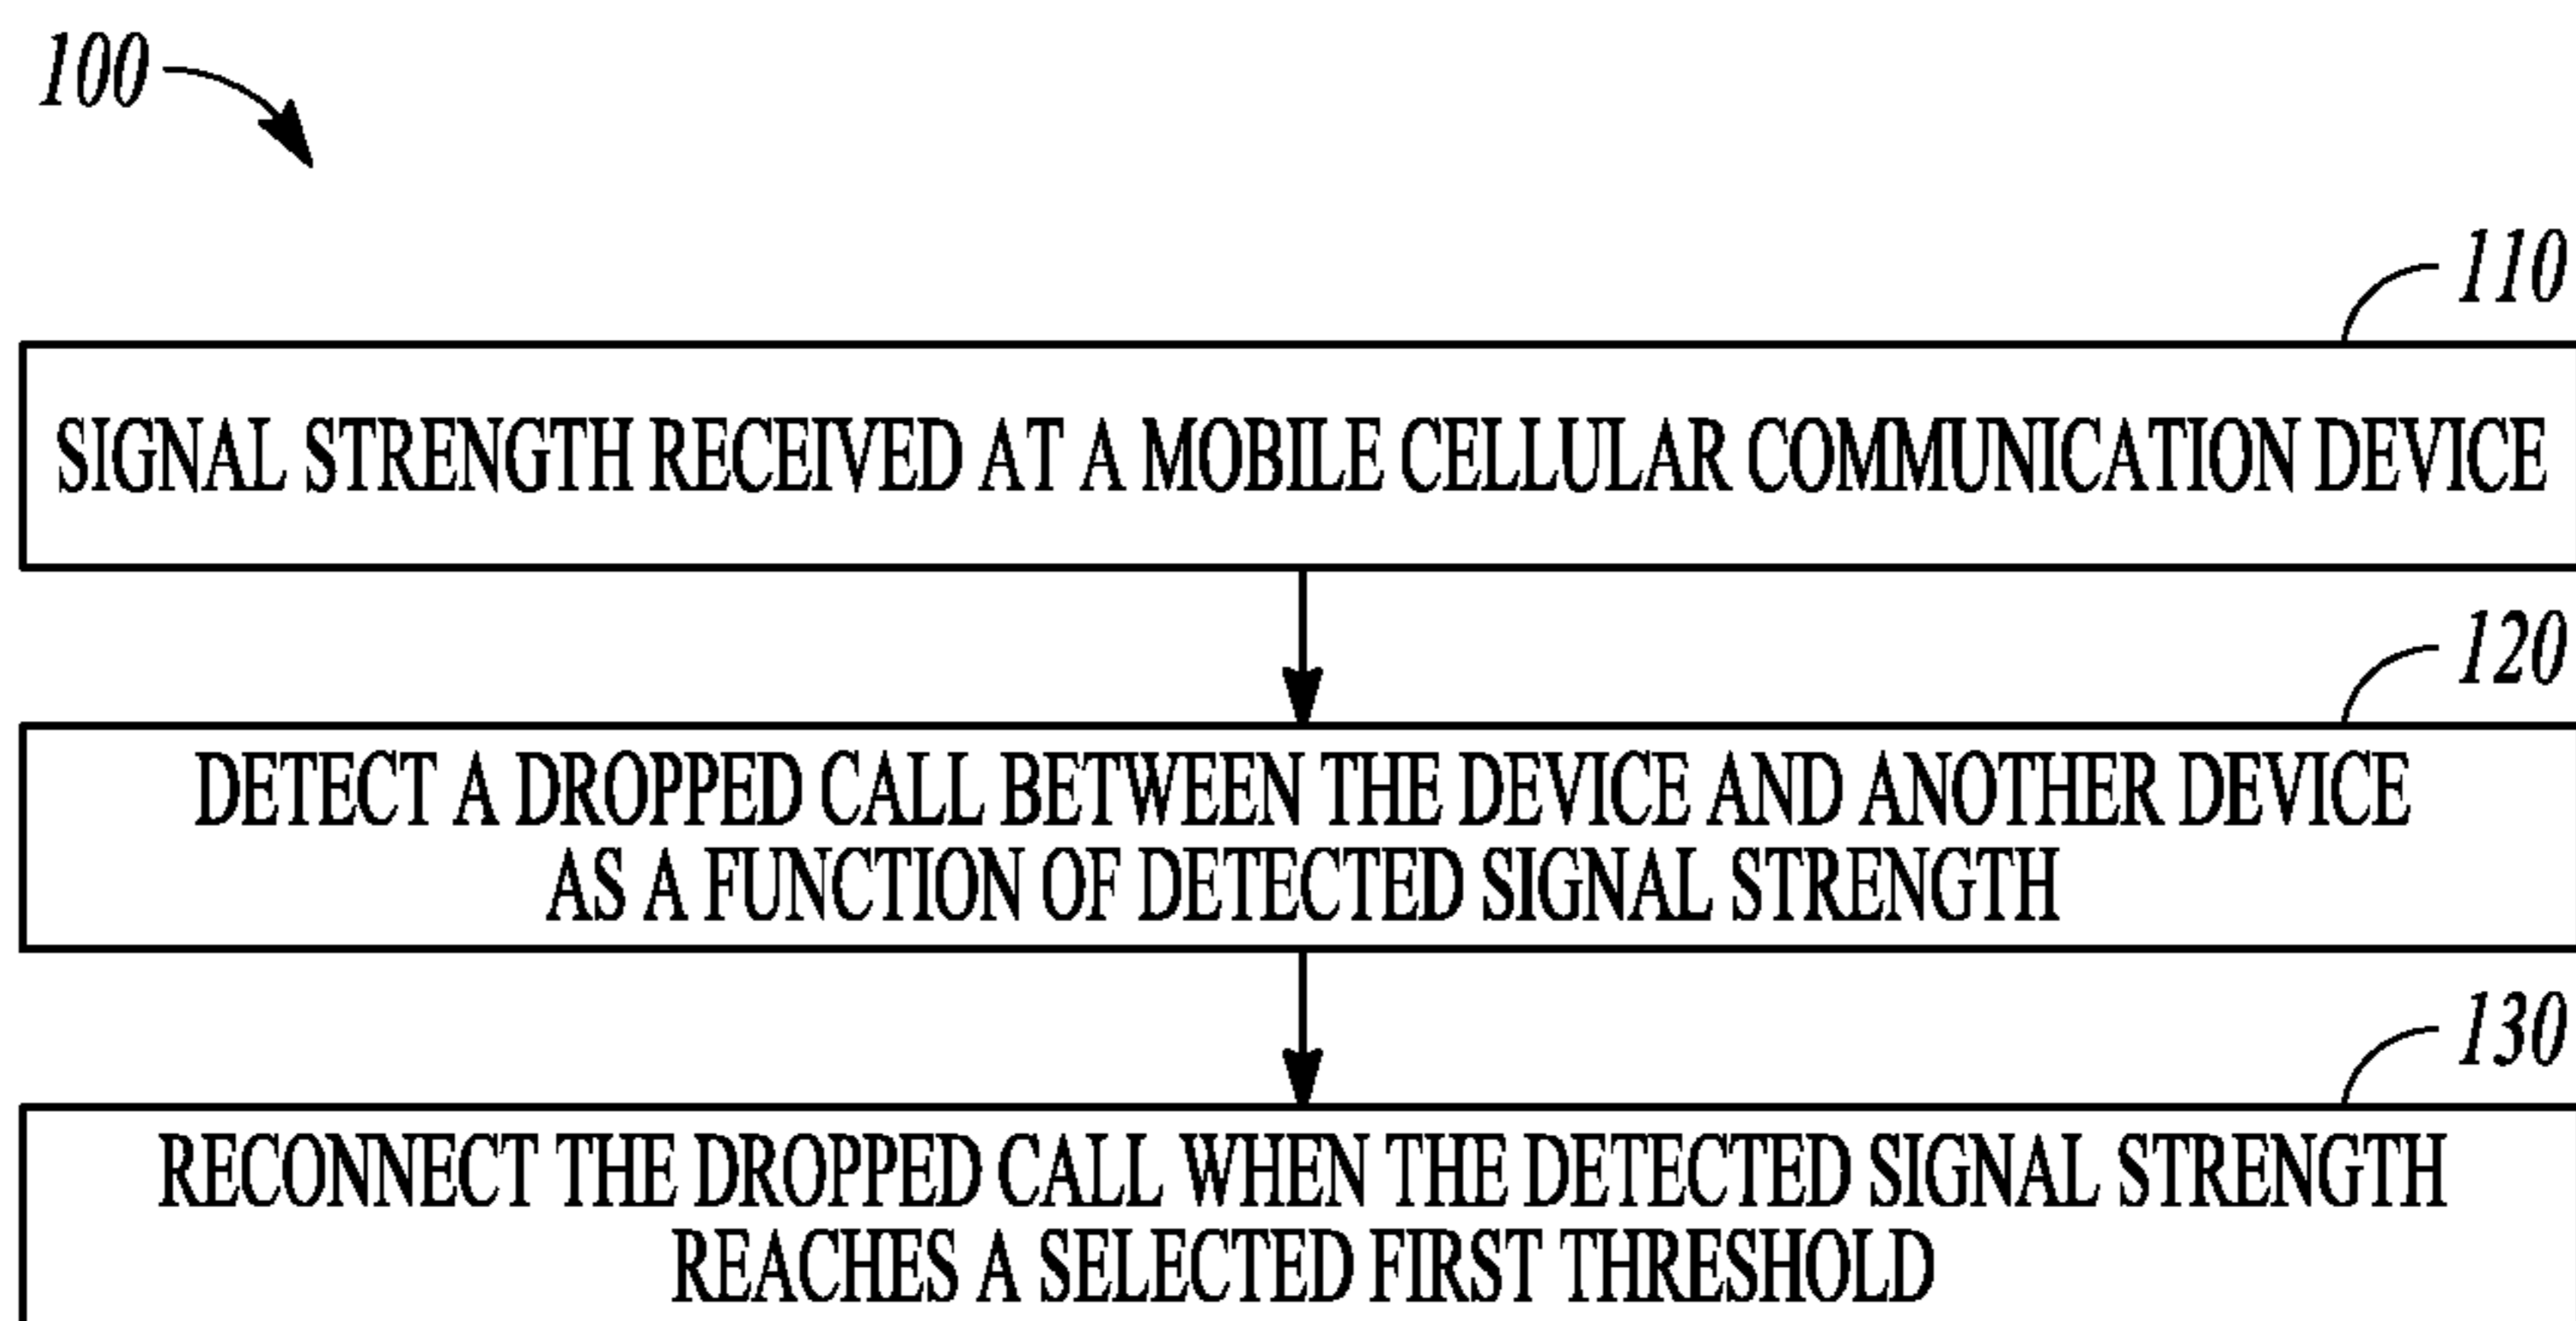 100
110
SIGNAL STRENGTH RECEIVED AT A MOBILE CELLULAR COMMUNICATION DEVICE
120
DETECT A DROPPED CALL BETWEEN THE DEVICE AND ANOTHER DEVICE
AS A FUNCTION OF DETECTED SIGNAL STRENGTH
130
RECONNECT THE DROPPED CALL WHEN THE DETECTED SIGNAL STRENGTH
REACHES A SELECTED FIRST THRESHOLD